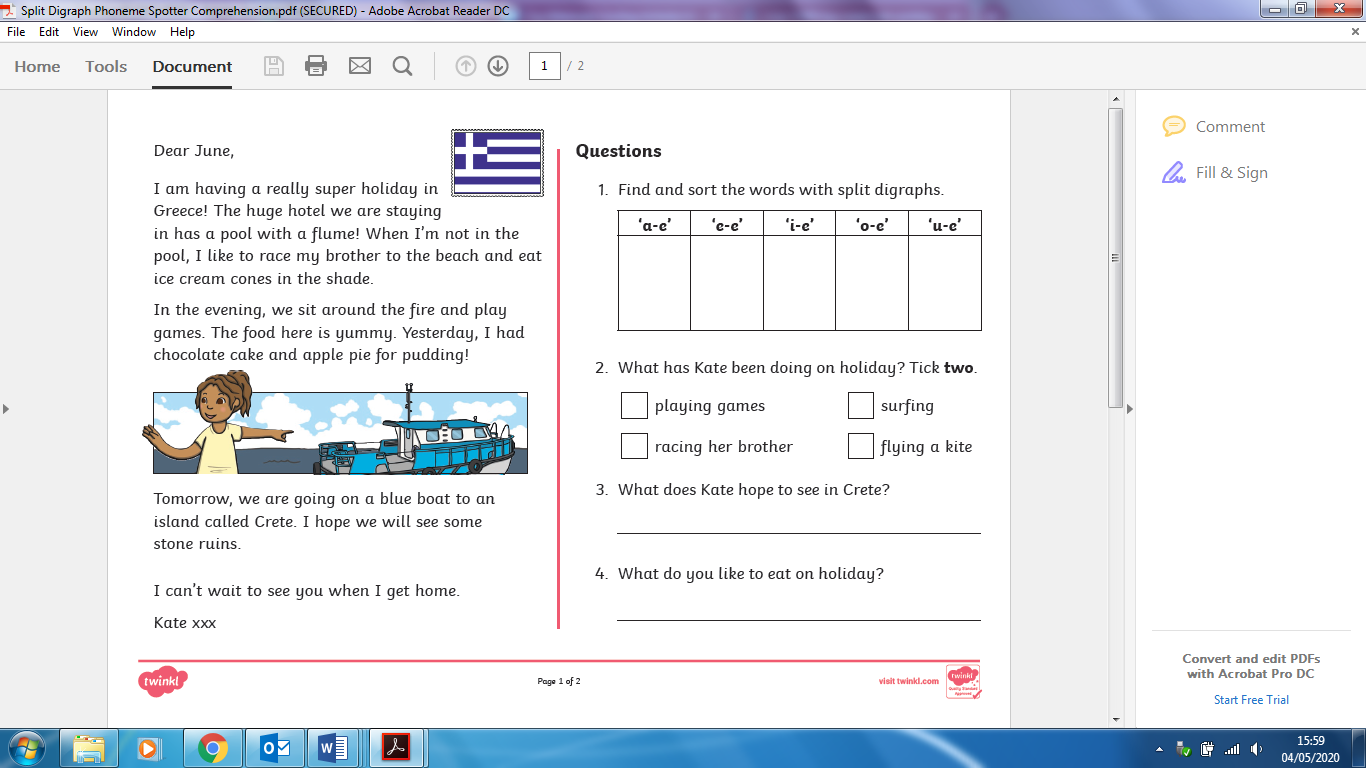 Split Digraph Phoneme Spotter Comprehension.pdf (SECURED) - Adobe Acrobat Reader DC
File Edit View Window Help
Home Tools Document 1 / 2
Dear June,
I am having a really super holiday in
Greece! The huge hotel we are staying
in has a pool with a flume! When I'm not in the
pool, I like to race my brother to the beach and eat
ice cream cones in the shade.
In the evening, we sit around the fire and play
games. The food here is yummy. Yesterday, I had
chocolate cake and apple pie for pudding!
Tomorrow, we are going on a blue boat to an
island called Crete. I hope we will see some
stone ruins.
I can't wait to see you when I get home.
Kate xxx
Questions
1. Find and sort the words with split digraphs.
‘a-e’ ‘e-e’ ‘i-e’ ‘o-e’ ‘u-e’
2. What has Kate been doing on holiday? Tick two.
playing games surfing
racing her brother flying a kite
3. What does Kate hope to see in Crete?
4. What do you like to eat on holiday?
twinkl
Page 1 of 2
visit twinkl.com
twinkl
Quality Standard
Approved
Comment
Fill & Sign
Convert and edit PDFs
with Acrobat Pro DC
Start Free Trial
15:59
04/05/2020